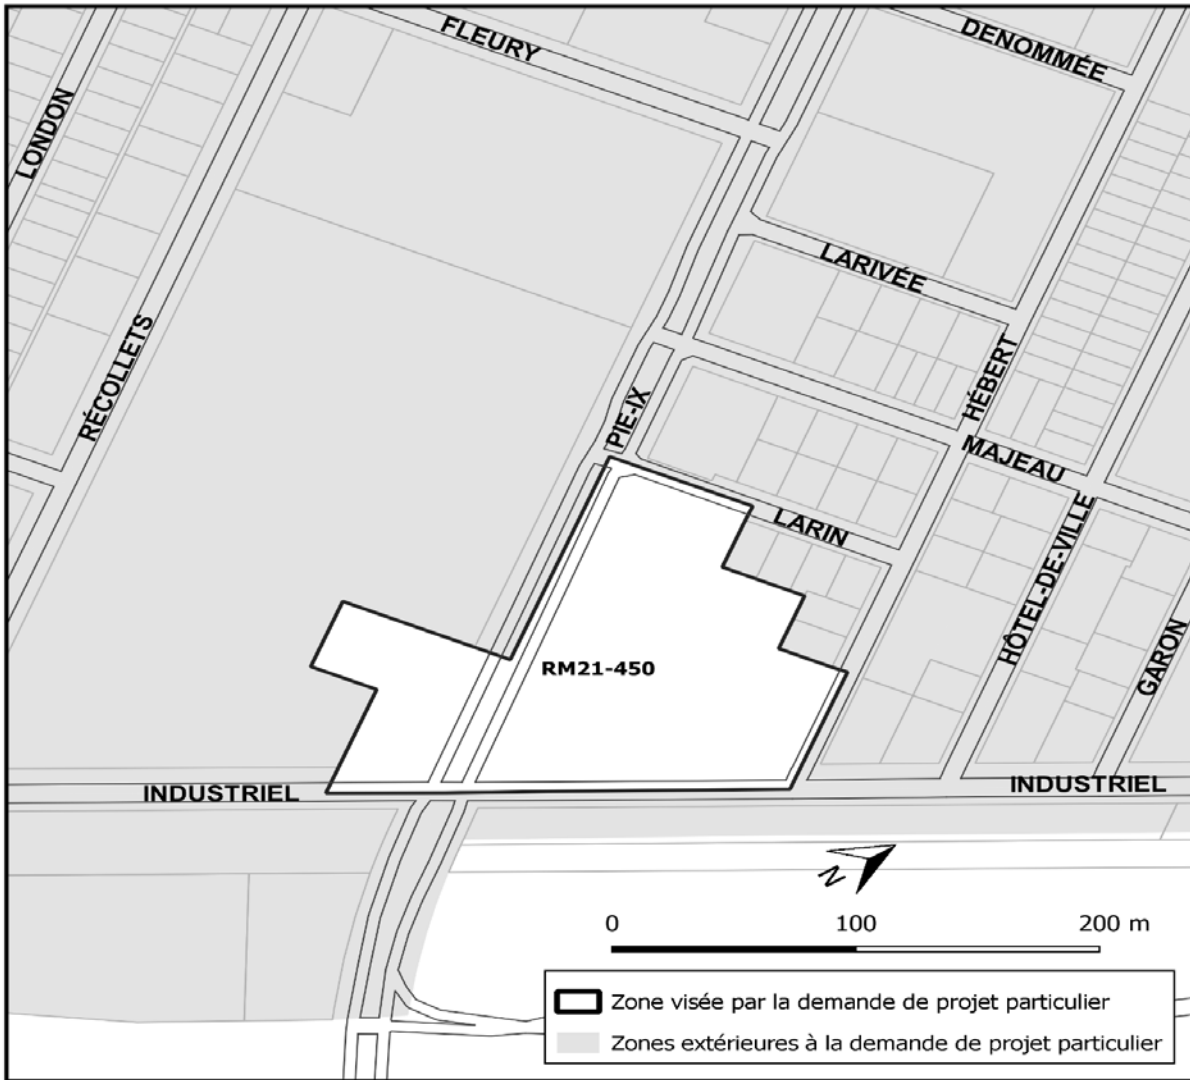 FLEURY
DENOMMÉE
LONDON
LARIVÉE
RÉCOLLETS
HÉBERT
PIE-IX
MAJEAU
LARIN
HÔTEL-DE-VILLE
GARON
RM21-450
INDUSTRIEL
INDUSTRIEL
N
0 100 200 m
Zone visée par la demande de projet particulier
Zones extérieures à la demande de projet particulier